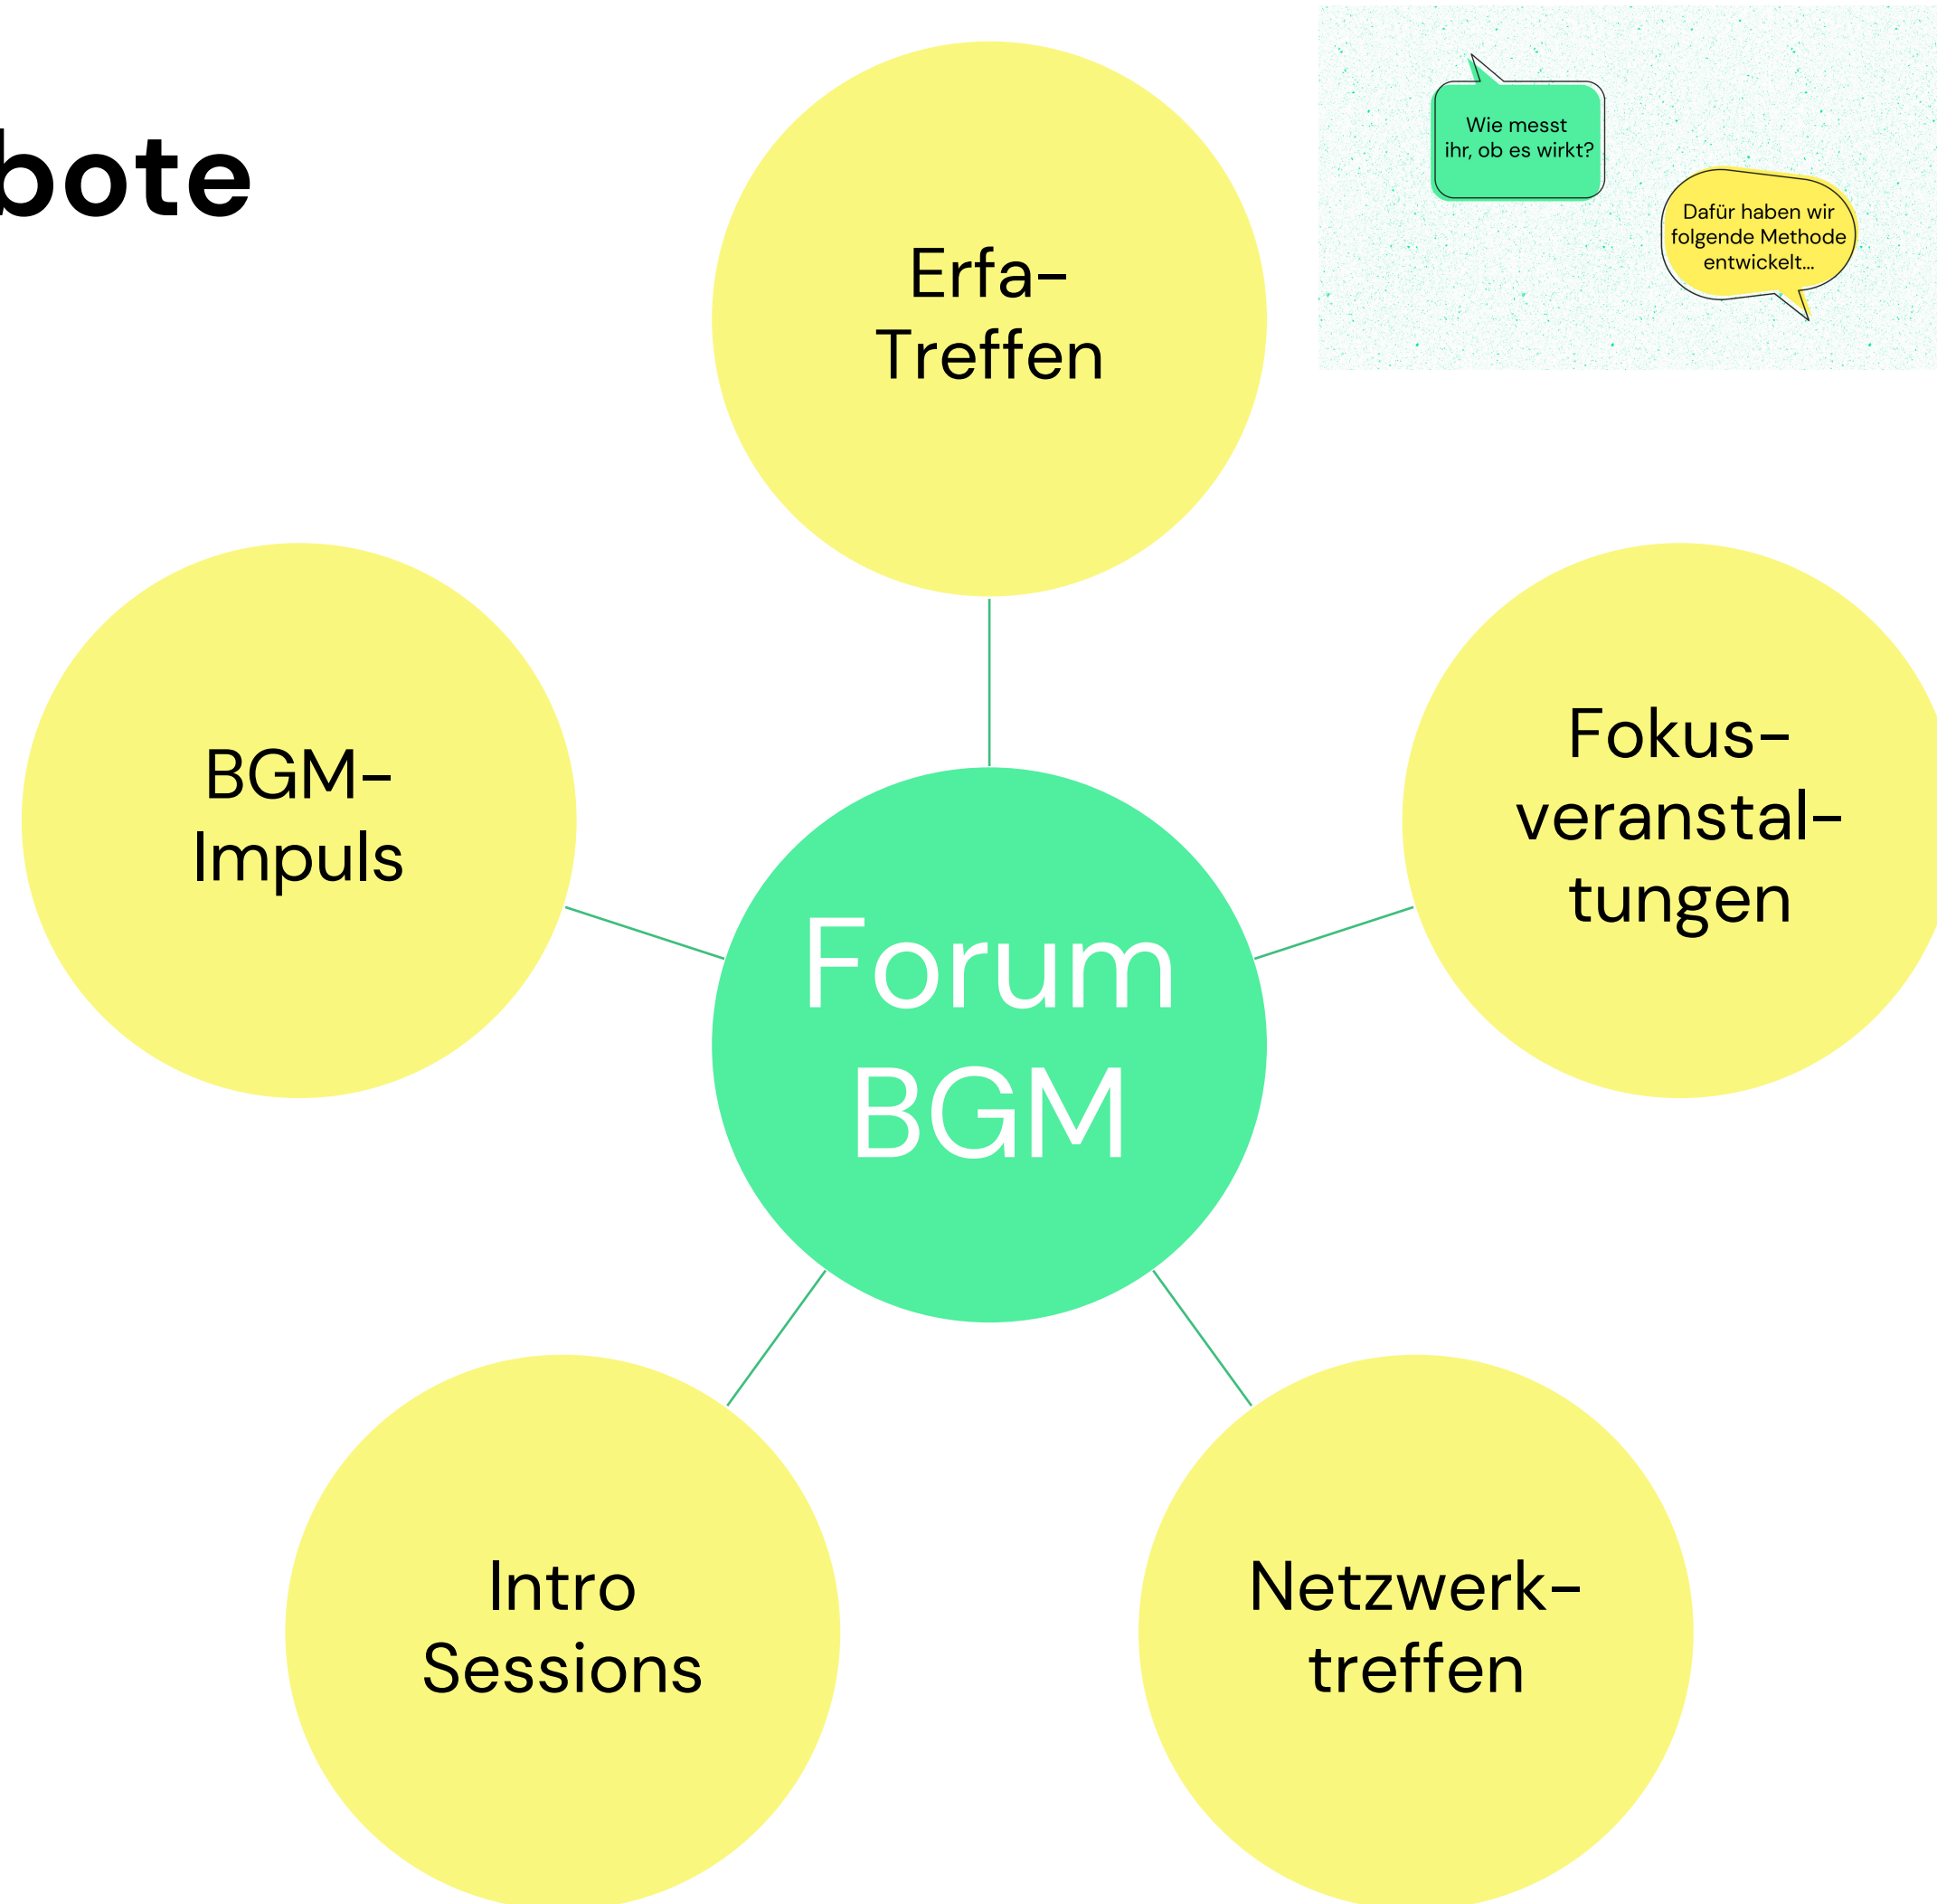 bote
Wie messt
ihr, ob es wirkt?
Dafür haben wir
folgende Methode
entwickelt...
Erfa-
Treffen
BGM-
Impuls
Fokus-
veranstal-
tungen
Forum
BGM
Intro
Sessions
Netzwerk-
treffen